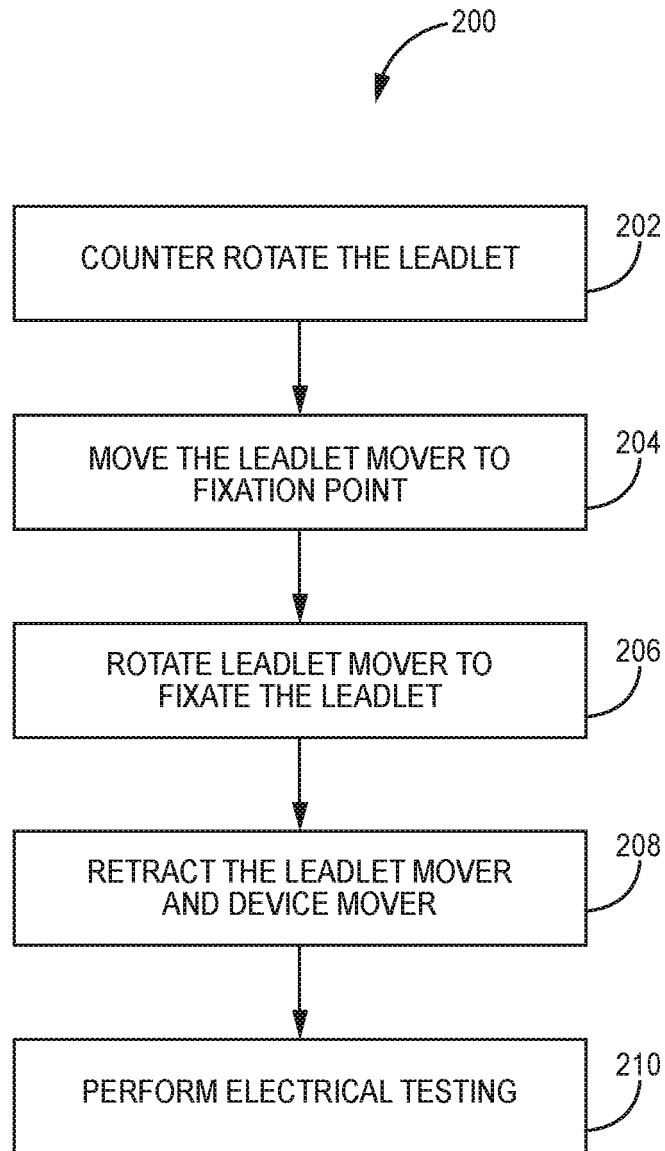 200
COUNTER ROTATE THE LEADLET
202
MOVE THE LEADLET MOVER TO
FIXATION POINT
204
ROTATE LEADLET MOVER TO
FIXATE THE LEADLET
206
RETRACT THE LEADLET MOVER
AND DEVICE MOVER
208
PERFORM ELECTRICAL TESTING
210